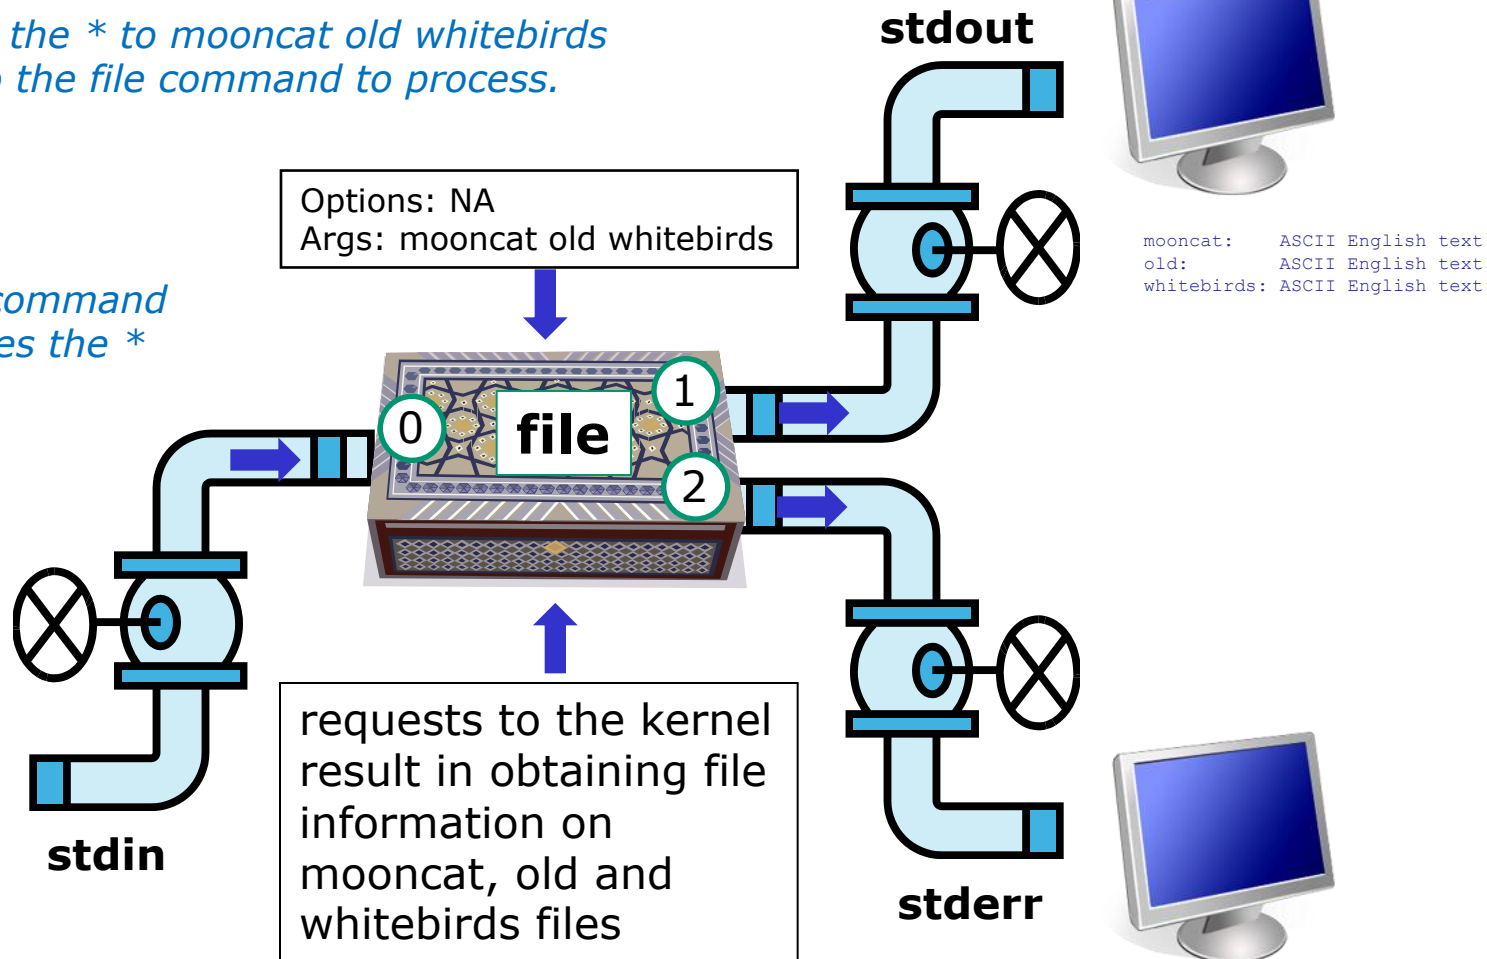 the * to mooncat old whitebirds
the file command to process.
stdout
Options: NA
Args: mooncat old whitebirds
mooncat: ASCII English text
old: ASCII English text
whitebirds: ASCII English text
command
the *
0
file
1
2
stdin
requests to the kernel
result in obtaining file
information on
mooncat, old and
whitebirds files
stderr